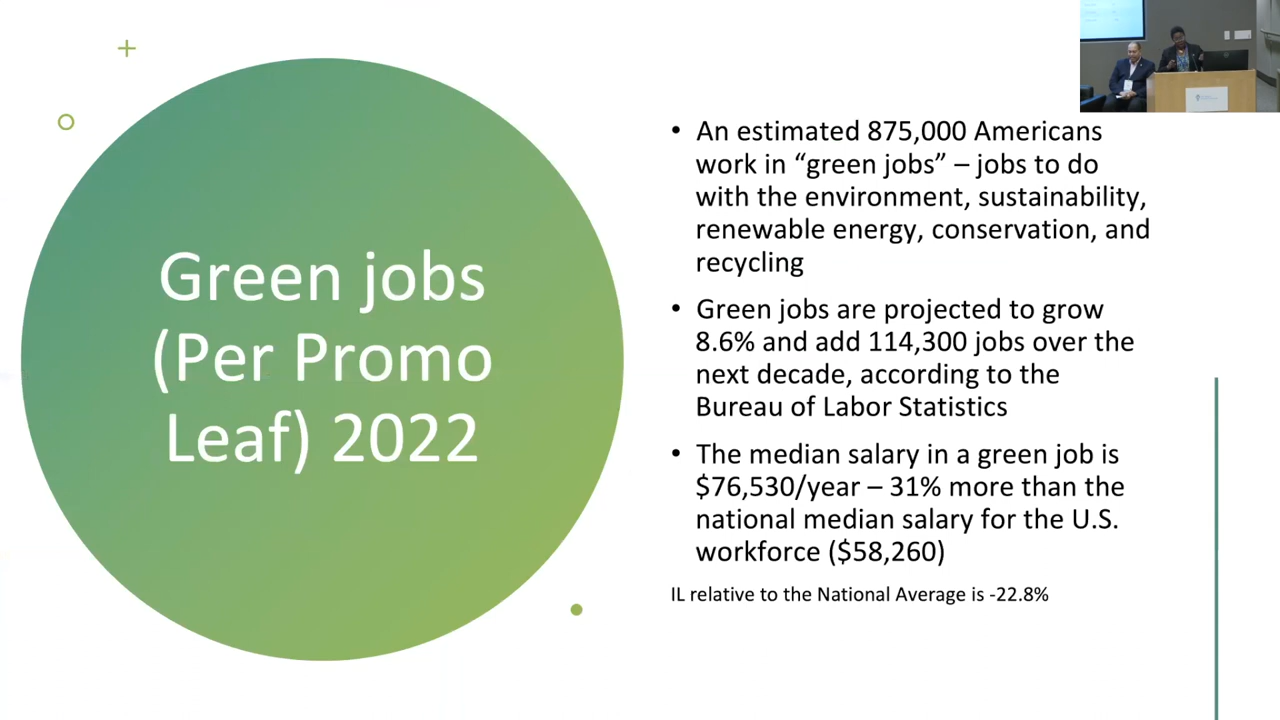 Green jobs
(Per Promo
Leaf) 2022
• An estimated 875,000 Americans
work in “green jobs” – jobs to do
with the environment, sustainability,
renewable energy, conservation, and
recycling
• Green jobs are projected to grow
8.6% and add 114,300 jobs over the
next decade, according to the
Bureau of Labor Statistics
• The median salary in a green job is
$76,530/year – 31% more than the
national median salary for the U.S.
workforce ($58,260)
IL relative to the National Average is -22.8%